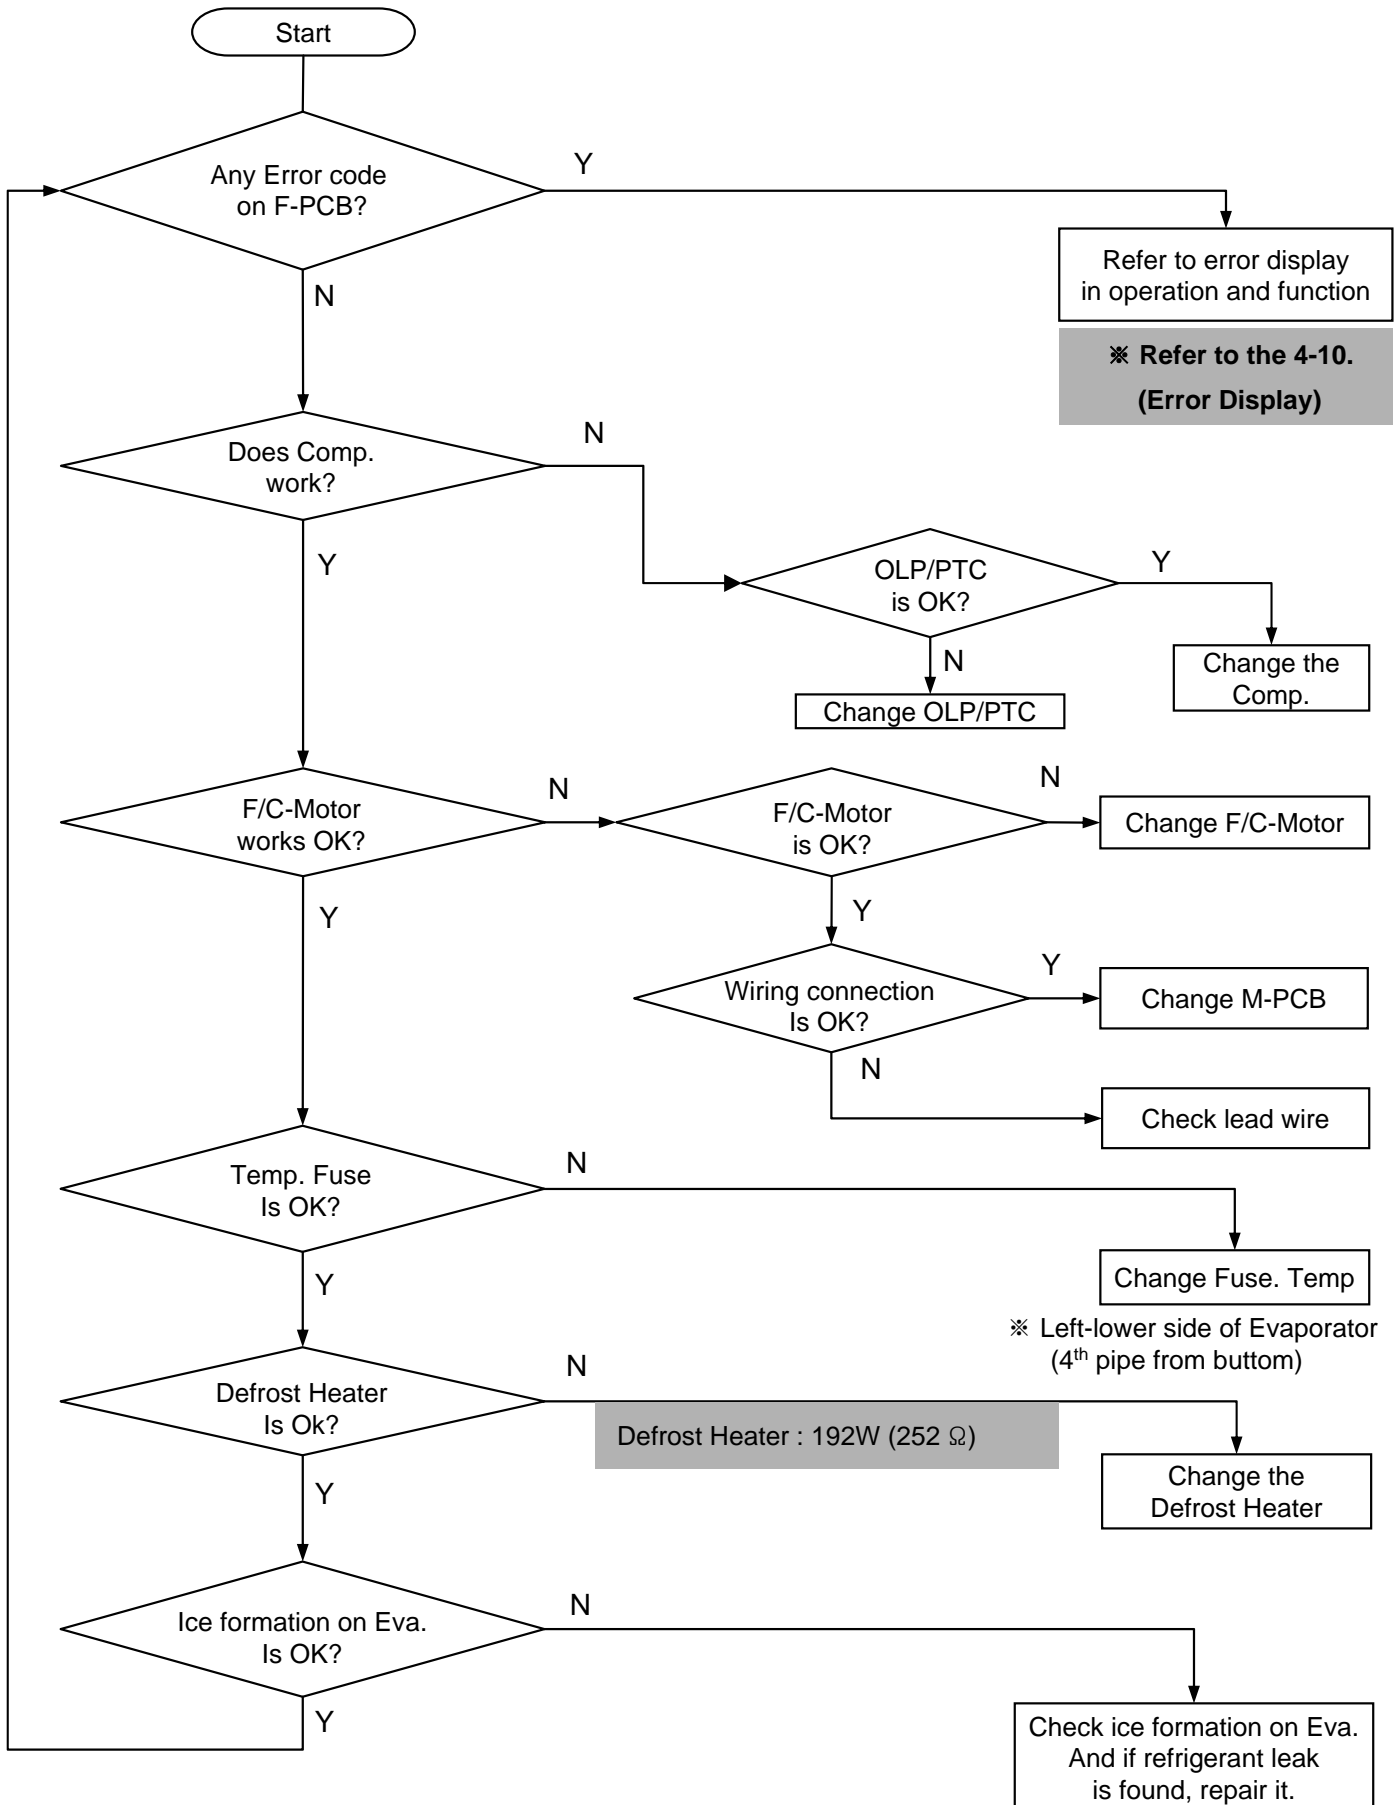 Start
Any Error code
on F-PCB?
Y
N
Refer to error display
in operation and function
※ Refer to the 4-10.
(Error Display)
Does Comp.
work?
N
Y
OLP/PTC
is OK?
Y
N
Change the
Comp.
Change OLP/PTC
F/C-Motor
works OK?
N
F/C-Motor
is OK?
N
Change F/C-Motor
Y
Y
Wiring connection
Is OK?
Y
Change M-PCB
N
Check lead wire
Temp. Fuse
Is OK?
N
Y
Change Fuse. Temp
※ Left-lower side of Evaporator
(4th pipe from buttom)
Defrost Heater
Is Ok?
N
Defrost Heater : 192W (252 Ω)
Change the
Defrost Heater
Y
Ice formation on Eva.
Is OK?
N
Y
Check ice formation on Eva.
And if refrigerant leak
is found, repair it.